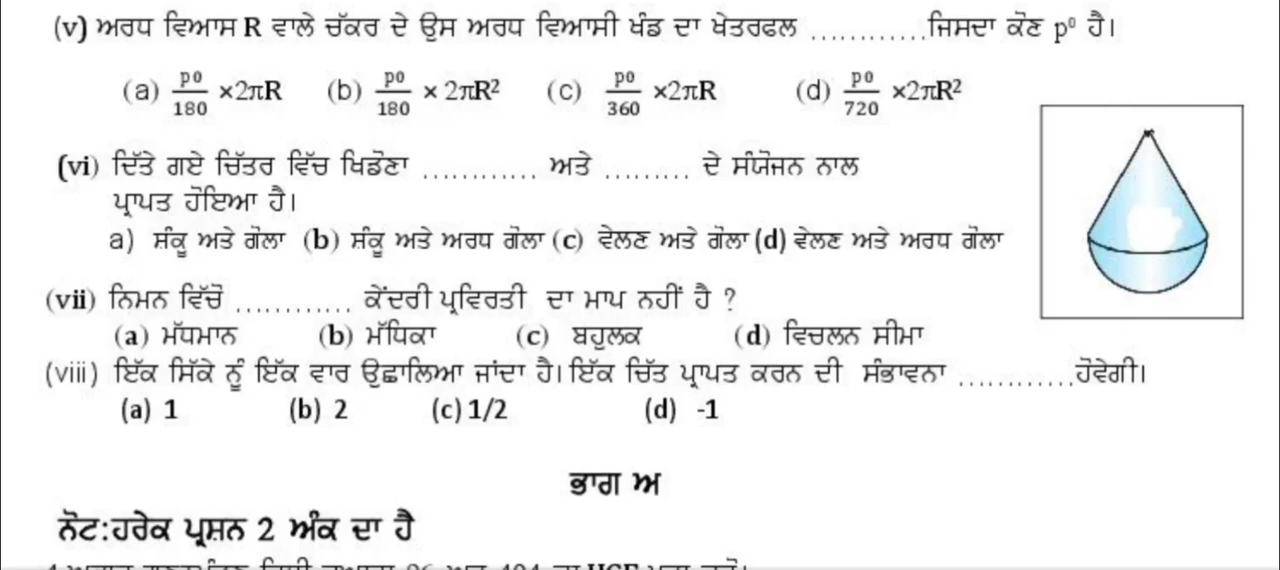 (v) ਅਰਧ ਵਿਆਸ R ਵਾਲੇ ਚੱਕਰ ਦੇ ਉਸ ਅਰਧ ਵਿਆਸੀ ਖੰਡ ਦਾ ਖੇਤਰਫਲ ............ਜਿਸਦਾ ਕੋਣ p⁰ ਹੈ।
(a) p⁰/180 ×2πR (b) p⁰/180 × 2πR² (c) p⁰/360 ×2πR (d) p⁰/720 ×2πR²
(vi) ਦਿੱਤੇ ਗਏ ਚਿੱਤਰ ਵਿੱਚ ਖਿਡੋਣਾ ............ ਅਤੇ ......... ਦੇ ਸੰਯੋਜਨ ਨਾਲ
ਪ੍ਰਾਪਤ ਹੋਇਆ ਹੈ।
a) ਸ਼ੰਕੂ ਅਤੇ ਗੋਲਾ (b) ਸ਼ੰਕੂ ਅਤੇ ਅਰਧ ਗੋਲਾ (c) ਵੇਲਣ ਅਤੇ ਗੋਲਾ (d) ਵੇਲਣ ਅਤੇ ਅਰਧ ਗੋਲਾ
(vii) ਨਿਮਨ ਵਿੱਚੋਂ ............ ਕੇਂਦਰੀ ਪ੍ਰਵਿਰਤੀ ਦਾ ਮਾਪ ਨਹੀਂ ਹੈ ?
(a) ਮੱਧਮਾਨ (b) ਮੱਧਿਕਾ (c) ਬਹੁਲਕ (d) ਵਿਚਲਨ ਸੀਮਾ
(viii) ਇੱਕ ਸਿੱਕੇ ਨੂੰ ਇੱਕ ਵਾਰ ਉਛਾਲਿਆ ਜਾਂਦਾ ਹੈ। ਇੱਕ ਚਿੱਤ ਪ੍ਰਾਪਤ ਕਰਨ ਦੀ ਸੰਭਾਵਨਾ ............ਹੋਵੇਗੀ।
(a) 1 (b) 2 (c) 1/2 (d) -1
ਭਾਗ ਅ
ਨੋਟ:ਹਰੇਕ ਪ੍ਰਸ਼ਨ 2 ਅੰਕ ਦਾ ਹੈ